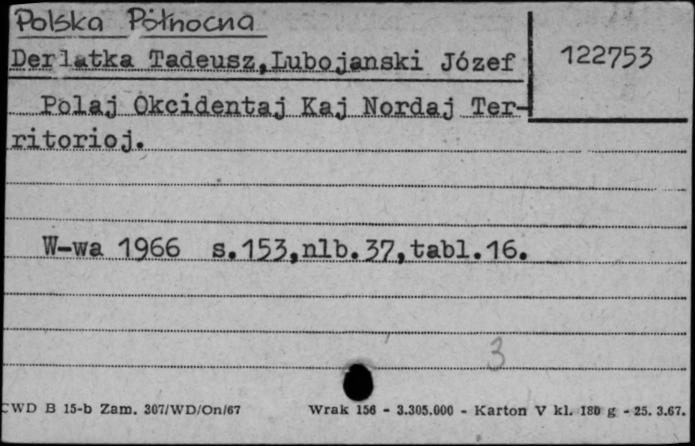 Polska Północna
Derlatka Tadeusz,Lubojanski Józef
122753
Polaj Okcidentaj Kaj Nordaj Ter-
ritorioj.
W-wa 1966 s.153,nlb.37,tabl.16.
3
CWD B 15-b Zam. 307/WD/On/67 Wrak 156 - 3.305.000 - Karton V kl. 180 g - 25. 3.67.